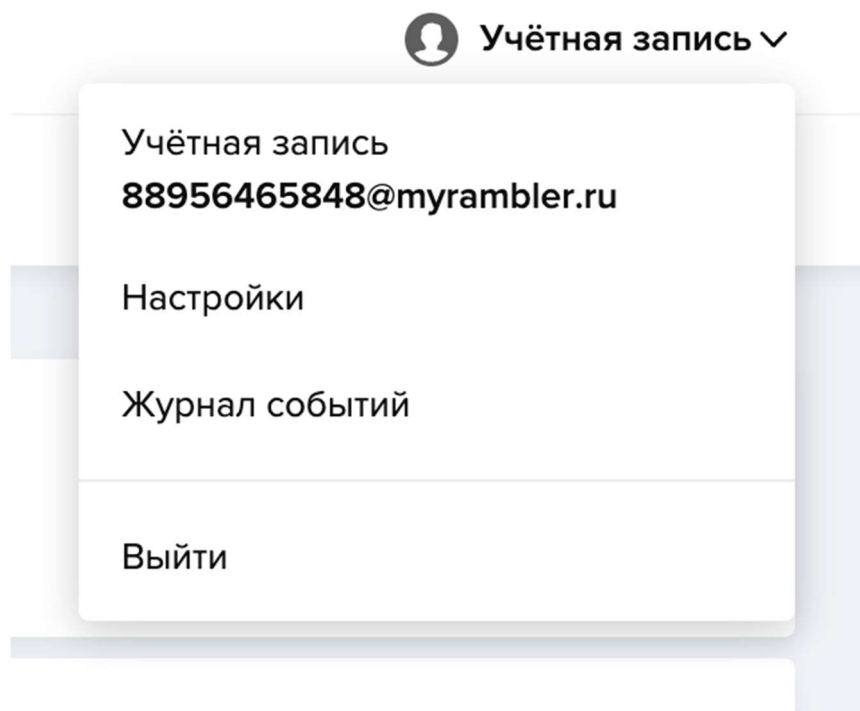 Учётная запись
Учётная запись
88956465848@myrambler.ru
Настройки
Журнал событий
Выйти